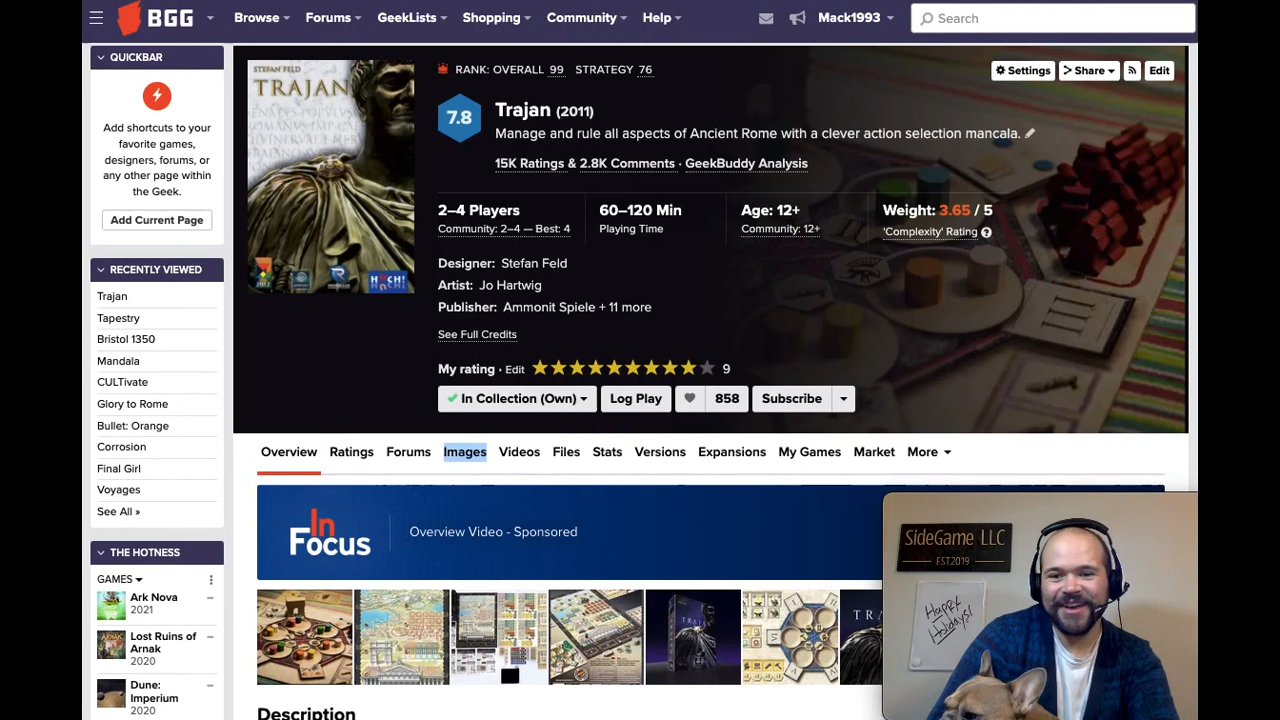 BGG
Browse
Forums
GeekLists
Shopping
Community
Help
Mack1993
Search
QUICKBAR
Add shortcuts to your
favorite games,
designers, forums, or
any other page within
the Geek.
Add Current Page
RECENTLY VIEWED
Trajan
Tapestry
Bristol 1350
Mandala
CULTivate
Glory to Rome
Bullet: Orange
Corrosion
Final Girl
Voyages
See All »
THE HOTNESS
GAMES
Ark Nova
2021
Lost Ruins of
Arnak
2020
Dune:
Imperium
2020
STEFAN FELD
TRAJAN
HUCH!
RANK: OVERALL 99 STRATEGY 76
Settings
Share
Edit
7.8
Trajan (2011)
Manage and rule all aspects of Ancient Rome with a clever action selection mancala.
15K Ratings & 2.8K Comments · GeekBuddy Analysis
2–4 Players
Community: 2–4 — Best: 4
60–120 Min
Playing Time
Age: 12+
Community: 12+
Weight: 3.65 / 5
'Complexity' Rating
Designer: Stefan Feld
Artist: Jo Hartwig
Publisher: Ammonit Spiele + 11 more
See Full Credits
My rating · Edit 9
In Collection (Own)
Log Play
858
Subscribe
Overview Ratings Forums Images Videos Files Stats Versions Expansions My Games Market More
In
Focus
Overview Video - Sponsored
Description
SideGame LLC
EST.2019
Happy
Holidays!